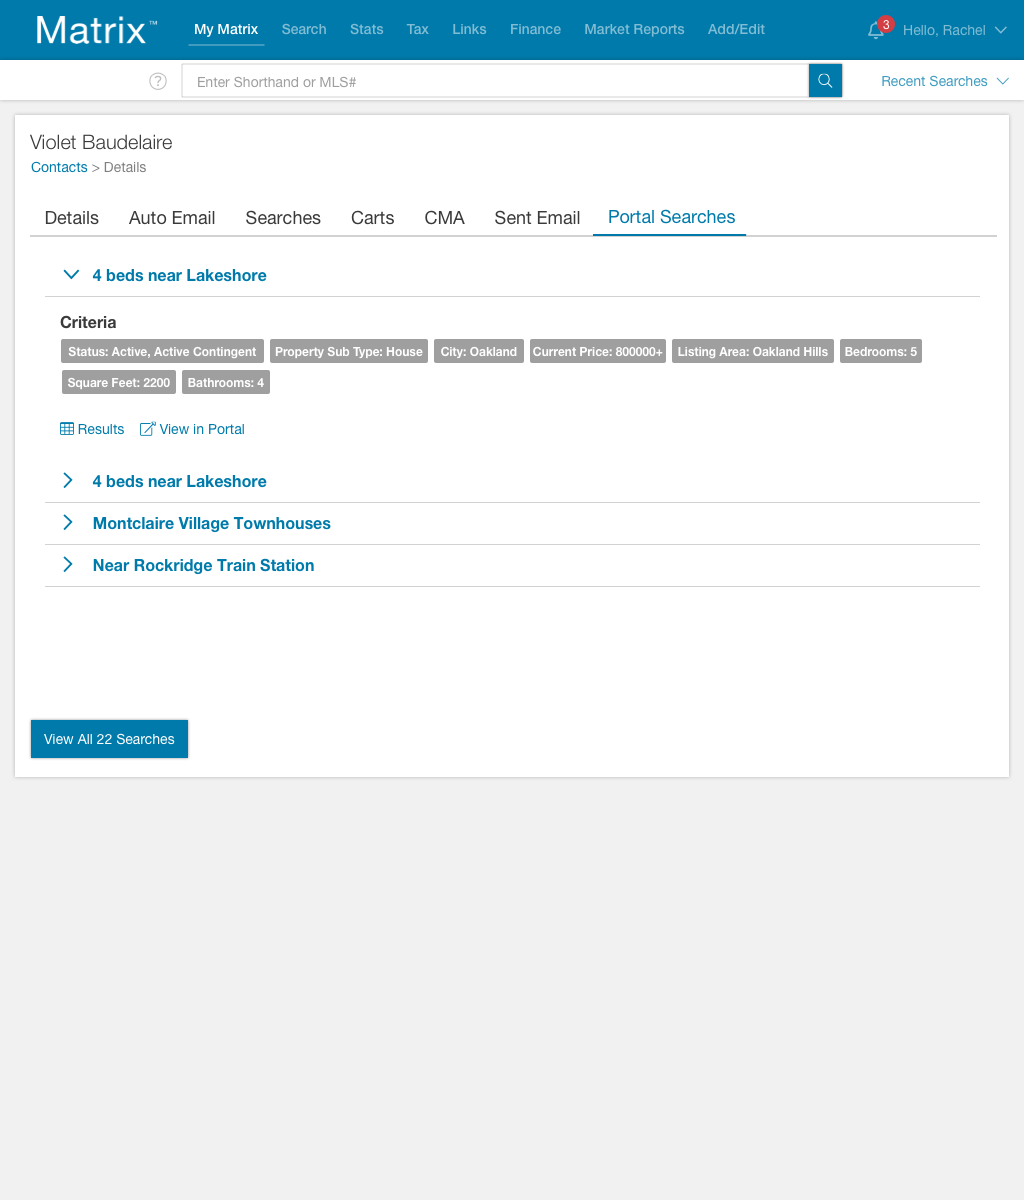 Matrix™ My Matrix Search Stats Tax Links Finance Market Reports Add/Edit 3 Hello, Rachel
? Enter Shorthand or MLS# Recent Searches
Violet Baudelaire
Contacts > Details
Details Auto Email Searches Carts CMA Sent Email Portal Searches
4 beds near Lakeshore
Criteria
Status: Active, Active Contingent Property Sub Type: House City: Oakland Current Price: 800000+ Listing Area: Oakland Hills Bedrooms: 5
Square Feet: 2200 Bathrooms: 4
Results View in Portal
4 beds near Lakeshore
Montclaire Village Townhouses
Near Rockridge Train Station
View All 22 Searches